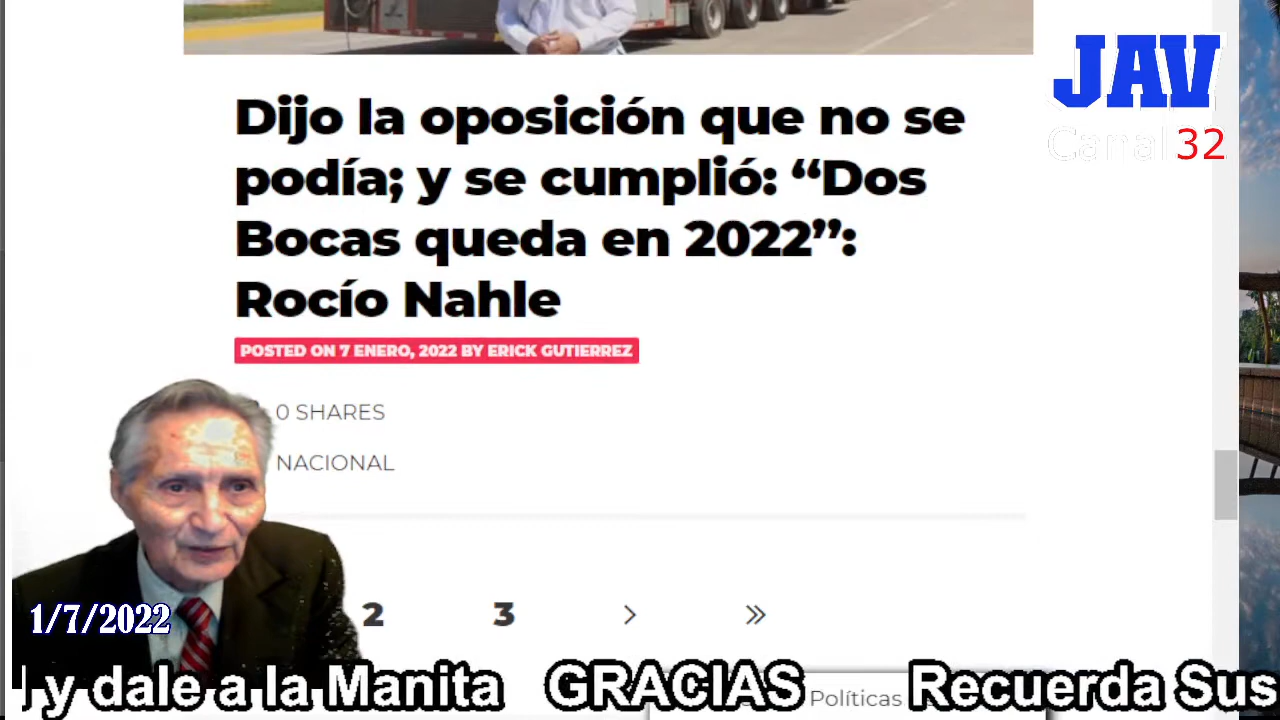 JAV
Canal 32
Dijo la oposición que no se
podía; y se cumplió: “Dos
Bocas queda en 2022”:
Rocío Nahle
POSTED ON 7 ENERO, 2022 BY ERICK GUTIERREZ
0 SHARES
NACIONAL
2 3 > »
1/7/2022
y dale a la Manita GRACIAS Recuerda Sus
Políticas